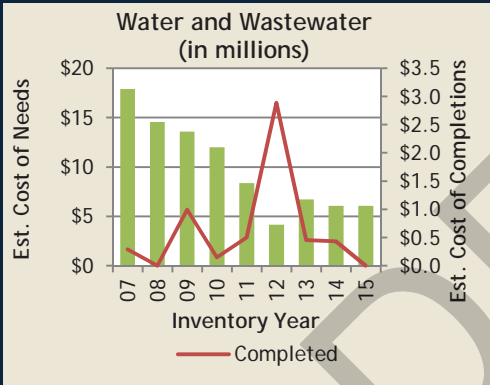 Water and Wastewater
(in millions)
Est. Cost of Needs
$20
$15
$10
$5
$0
$3.5
$3.0
$2.5
$2.0
$1.5
$1.0
$0.5
$0.0
Est. Cost of Completions
07 08 09 10 11 12 13 14 15
Inventory Year
Completed